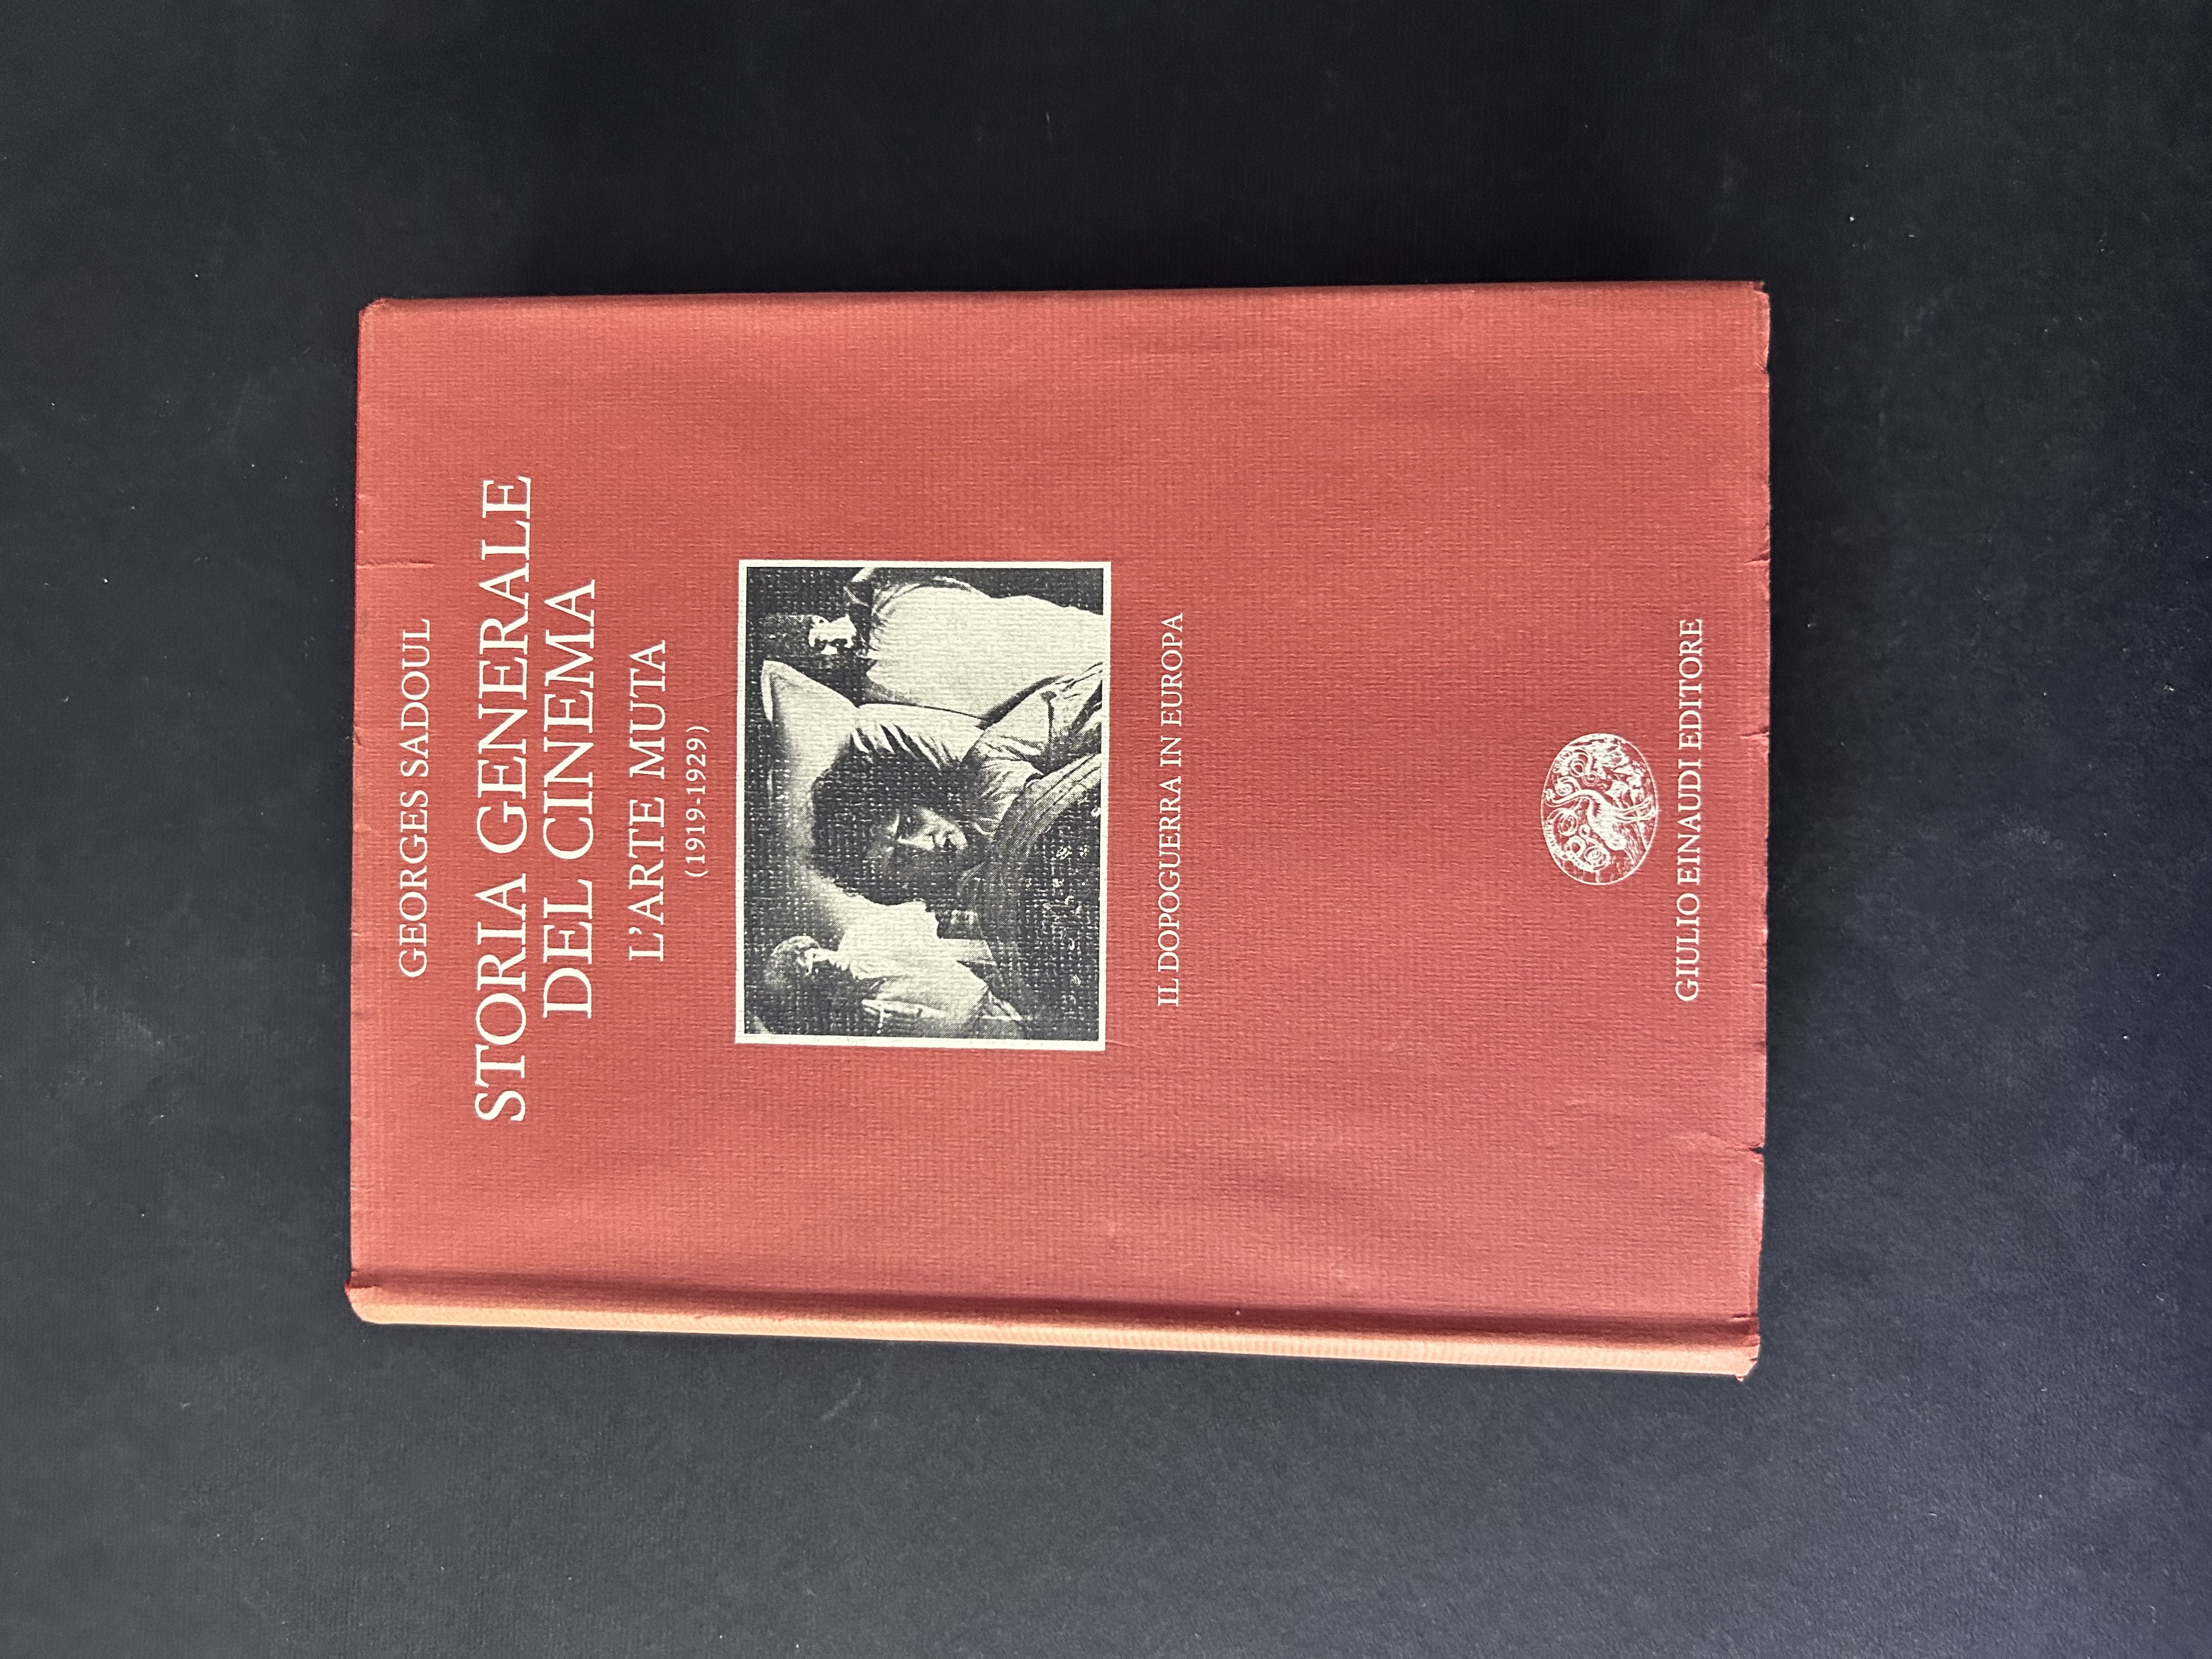 GEORGES SADOUL
STORIA GENERALE
DEL CINEMA
L'ARTE MUTA
(1919-1929)
IL DOPOGUERRA IN EUROPA
GIULIO EINAUDI EDITORE